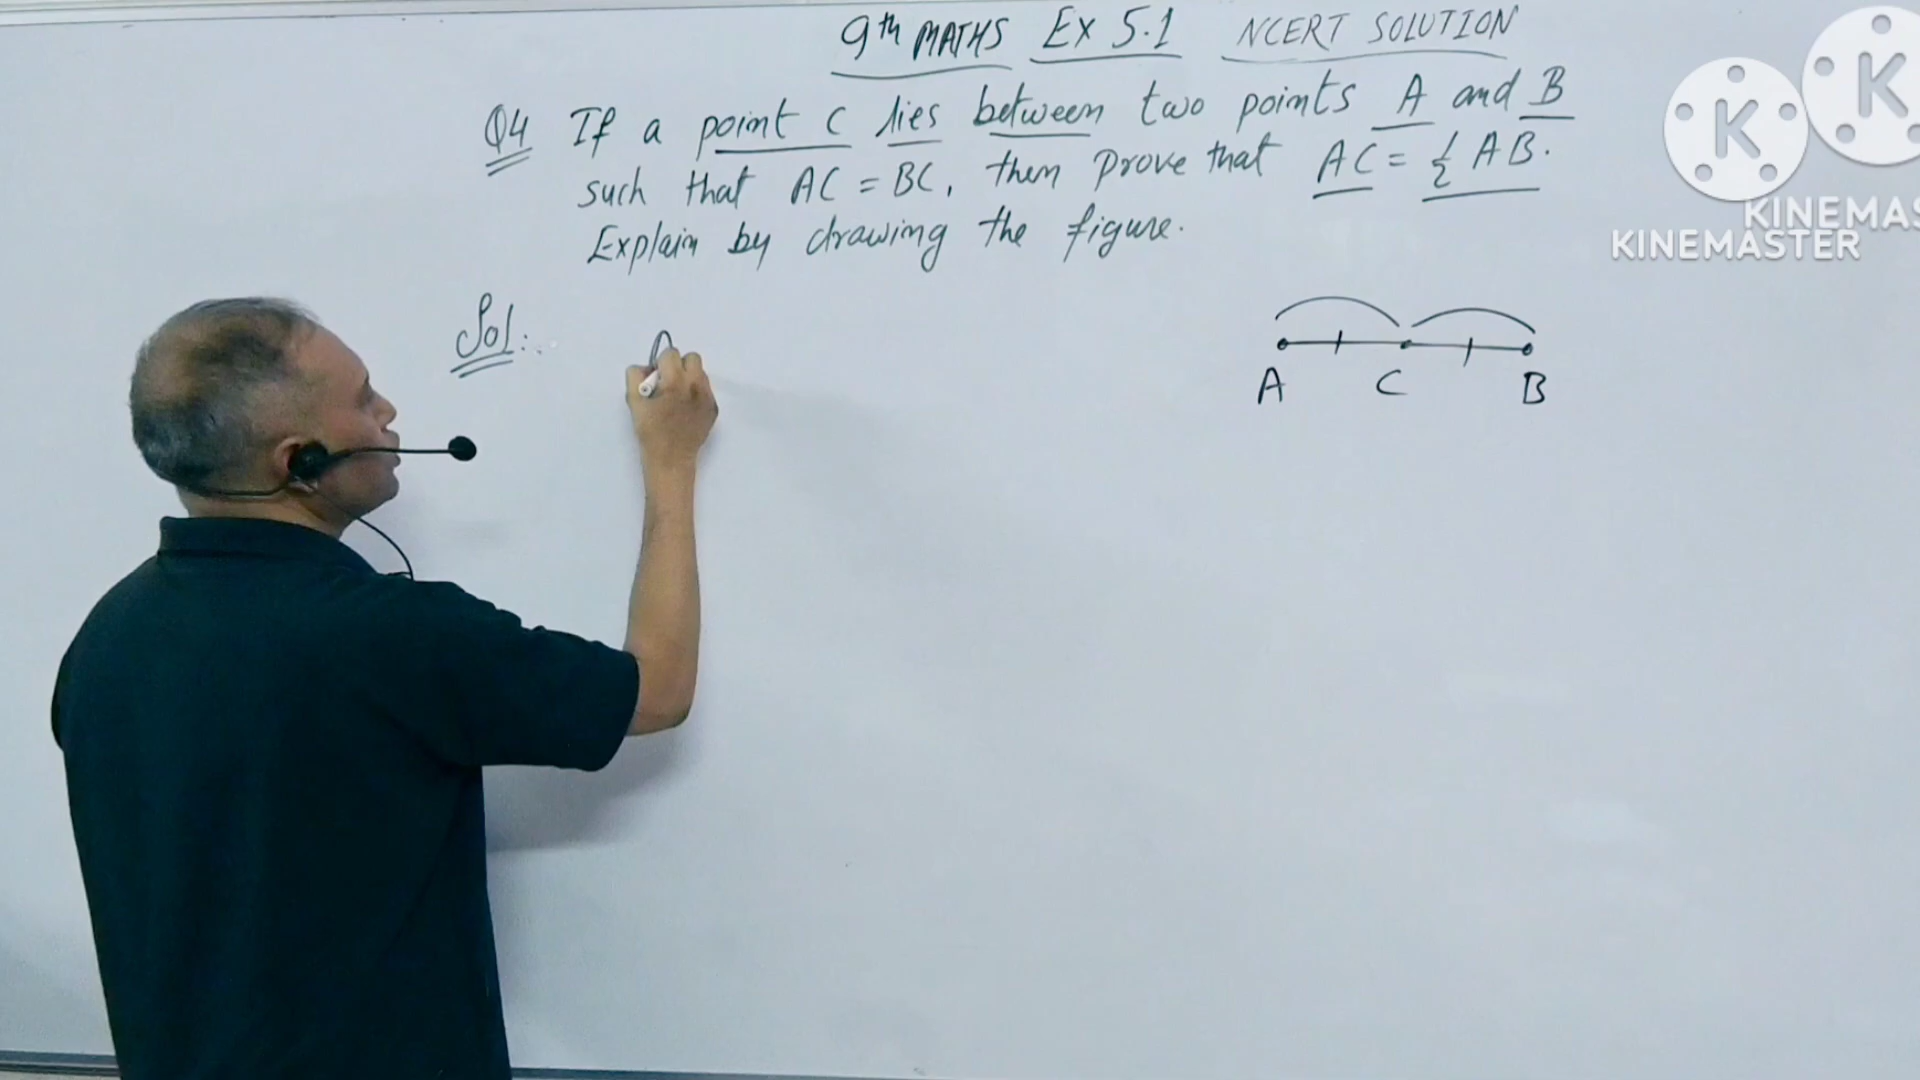 9th MATHS Ex 5.1 NCERT SOLUTION
Q4 If a point C lies between two points A and B
such that AC = BC, then Prove that AC = 1/2 AB.
Explain by drawing the figure.
Sol:.
A C B
K
K
KINEMAS
KINEMASTER